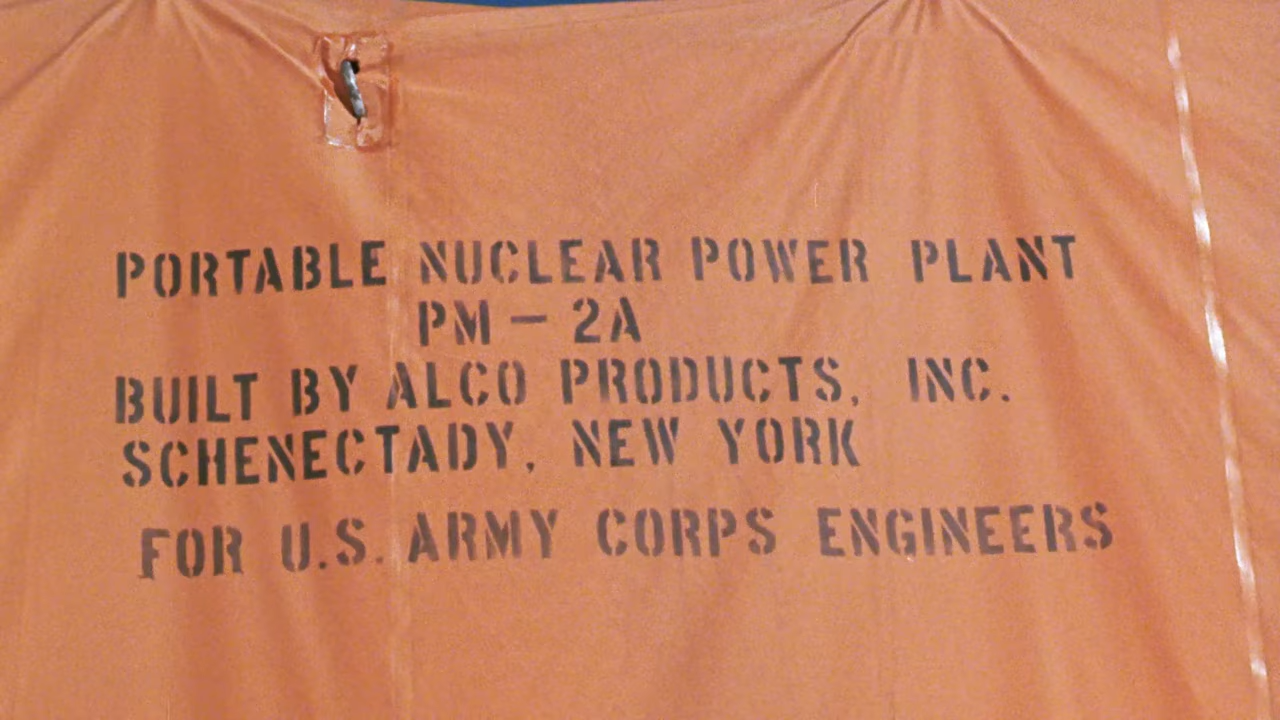 PORTABLE NUCLEAR POWER PLANT
PM - 2A
BUILT BY ALCO PRODUCTS, INC.
SCHENECTADY, NEW YORK
FOR U.S. ARMY CORPS ENGINEERS